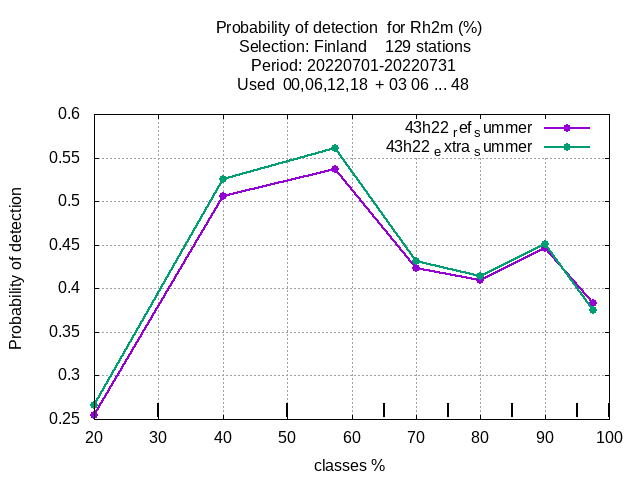 Probability of detection  for Rh2m (%)
Selection: Finland    129 stations
Period: 20220701-20220731
Used  00,06,12,18  + 03 06 ... 48
43h22 ref summer
43h22 extra summer
Probability of detection
0.6
0.55
0.5
0.45
0.4
0.35
0.3
0.25
20 30 40 50 60 70 80 90 100
classes %